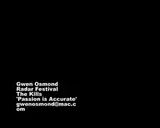 Gwen Osmond
Radar Festival
The Kills
'Passion is Accurate'
gwenosmond@mac.c
om